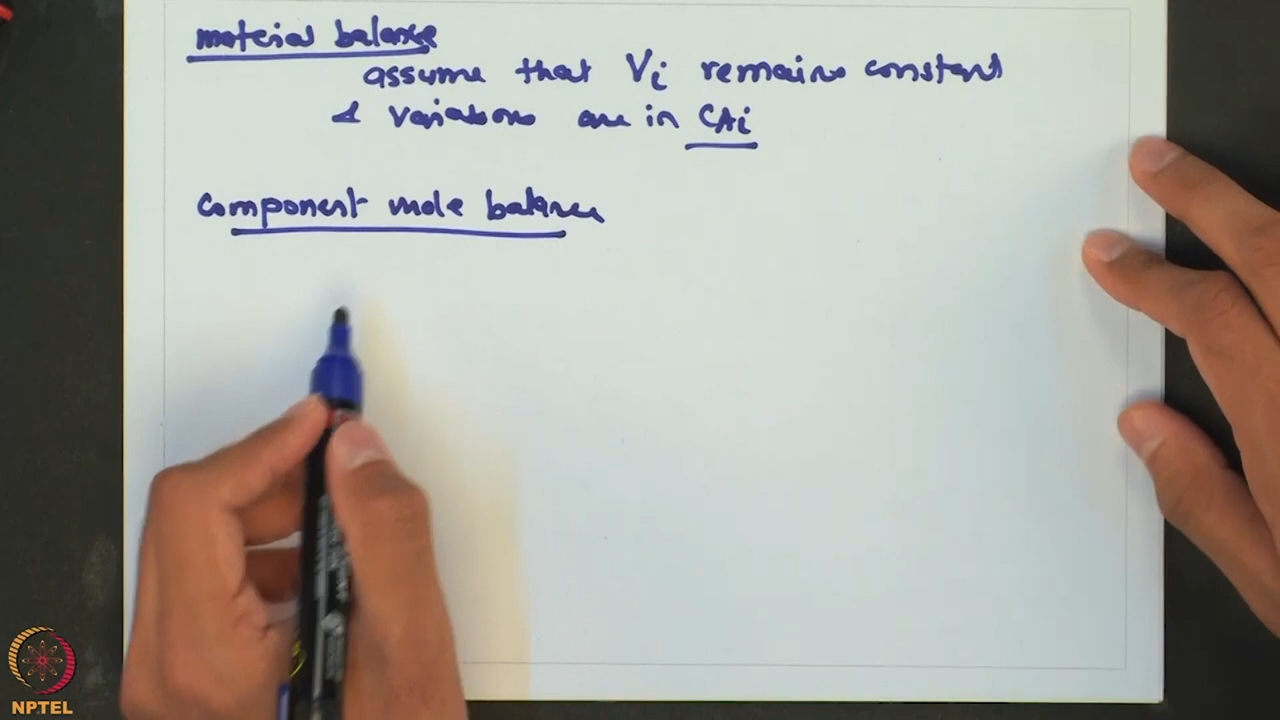 material balance
assume that Vi remains constant
& variations are in CAi
component mole balance
NPTEL